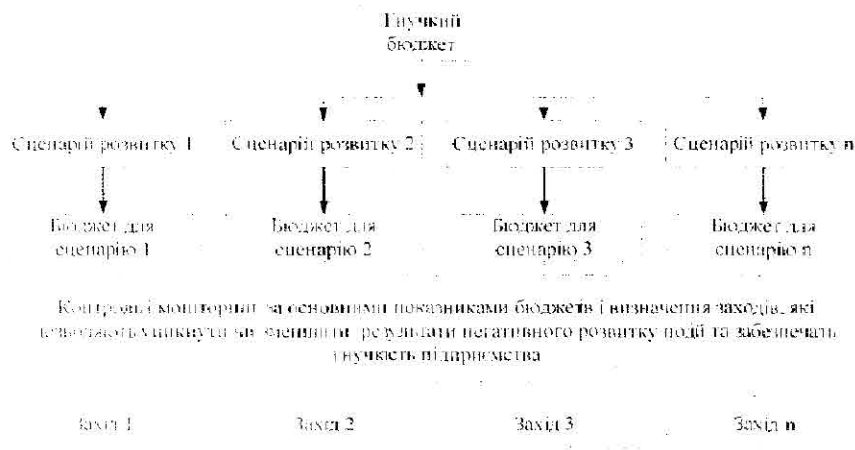 Гнучкий
бюджет
Сценарій розвитку 1 Сценарій розвитку 2 Сценарій розвитку 3 Сценарій розвитку n
Бюджет для Бюджет для Бюджет для Бюджет для
сценарію 1 сценарію 2 сценарію 3 сценарію n
Контроль і моніторинг за основними показниками бюджетів і визначення заходів, які
дозволяють уникнути чи зменшити результати негативного розвитку подій та забезпечать
гнучкість підприємства
Захід 1 Захід 2 Захід 3 Захід n